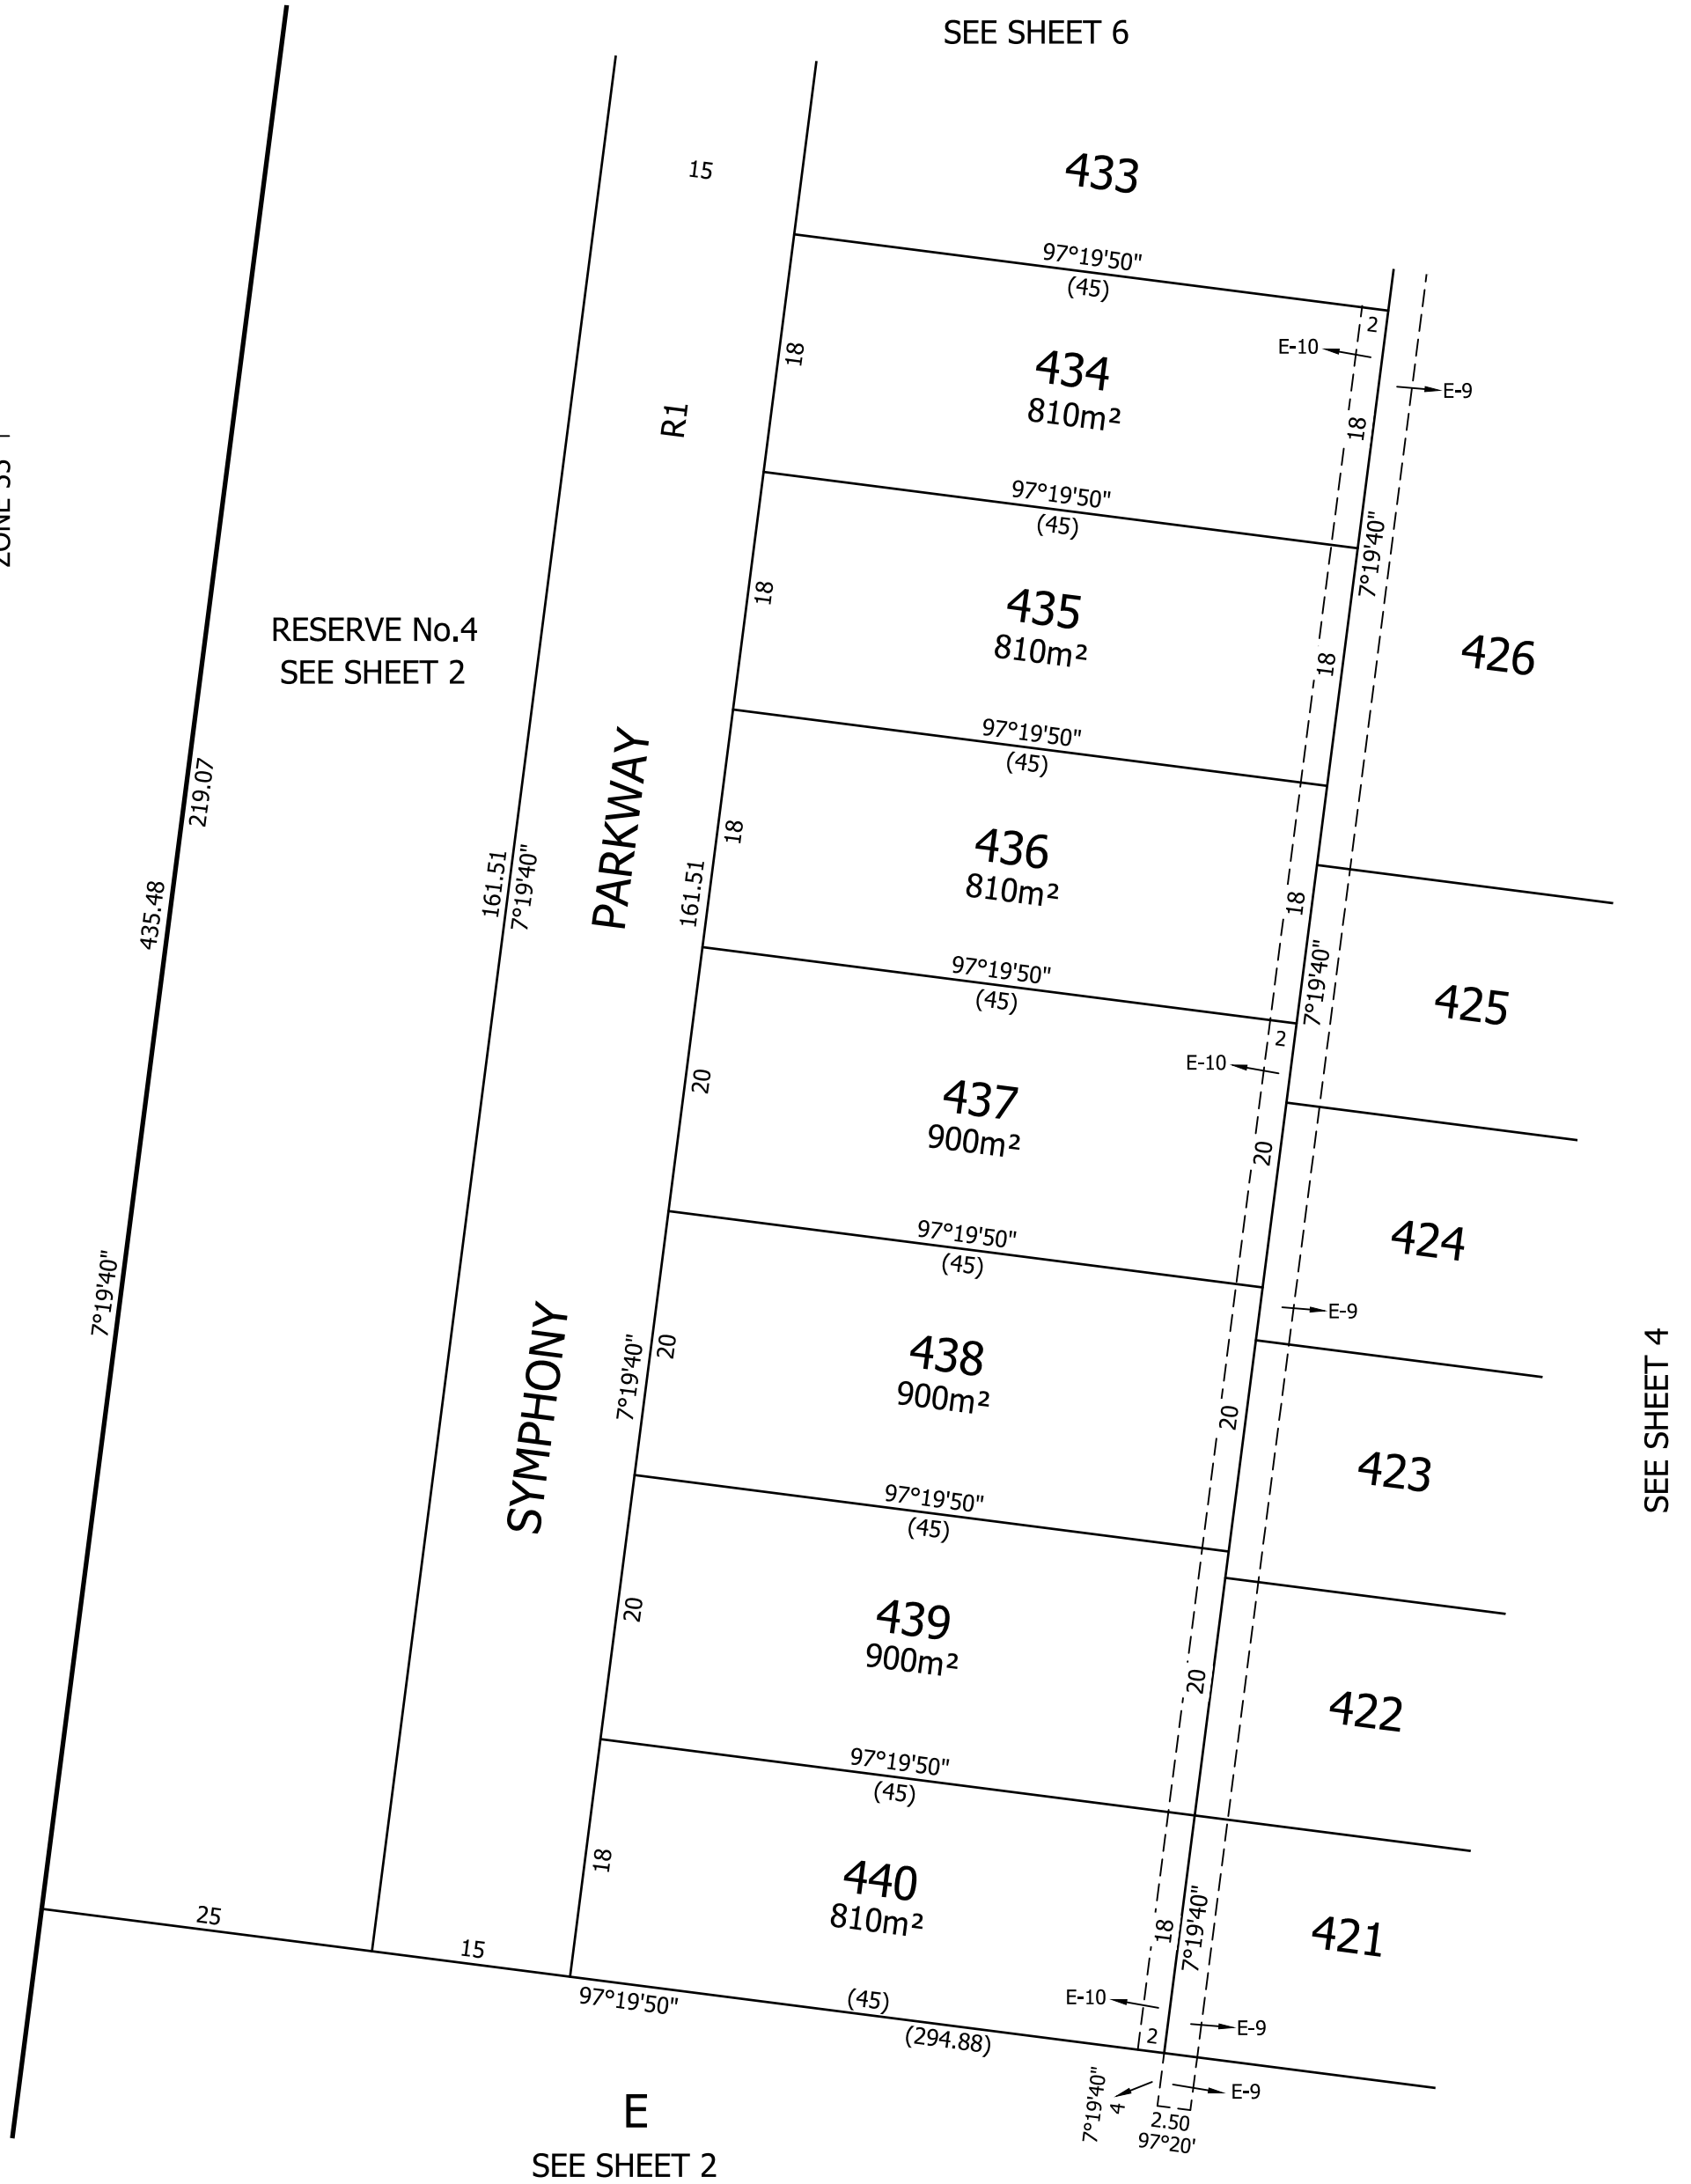 SEE SHEET 6
433
15
97°19'50"
(45)
2
E-10
E-9
434
810m²
18
18
R1
97°19'50"
(45)
7°19'40"
435
810m²
18
18
RESERVE No.4
SEE SHEET 2
426
97°19'50"
(45)
219.07
PARKWAY
436
810m²
18
18
161.51
7°19'40"
161.51
435.48
7°19'40"
97°19'50"
(45)
425
2
E-10
437
900m²
20
20
97°19'50"
(45)
424
E-9
7°19'40"
SYMPHONY
7°19'40"
438
900m²
20
20
SEE SHEET 4
423
97°19'50"
(45)
439
900m²
20
20
422
97°19'50"
(45)
440
810m²
18
18
7°19'40"
421
25
15
97°19'50"
(45)
(294.88)
E-10
2
E-9
E-9
7°19'40"
4
2.50
97°20'
E
SEE SHEET 2